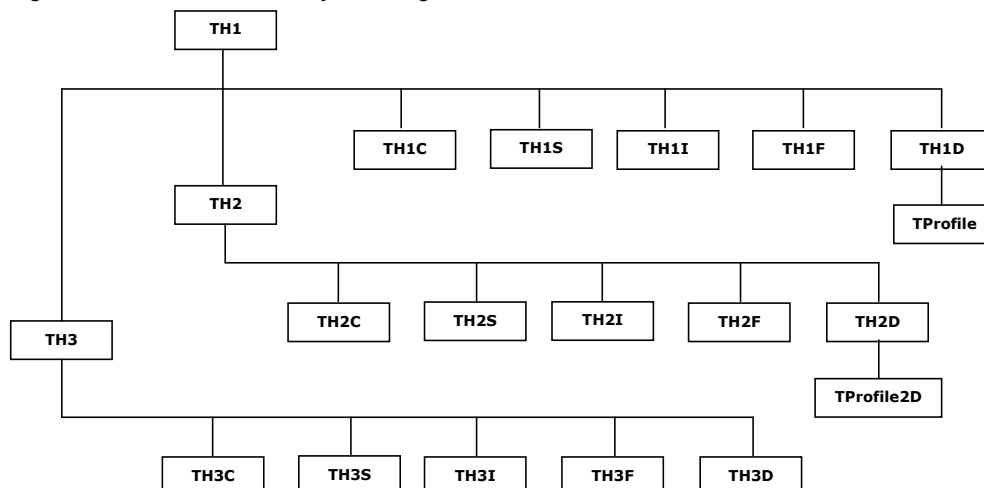 TH1
TH1C
TH1S
TH1I
TH1F
TH1D
TH2
TProfile
TH2C
TH2S
TH2I
TH2F
TH2D
TH3
TProfile2D
TH3C
TH3S
TH3I
TH3F
TH3D